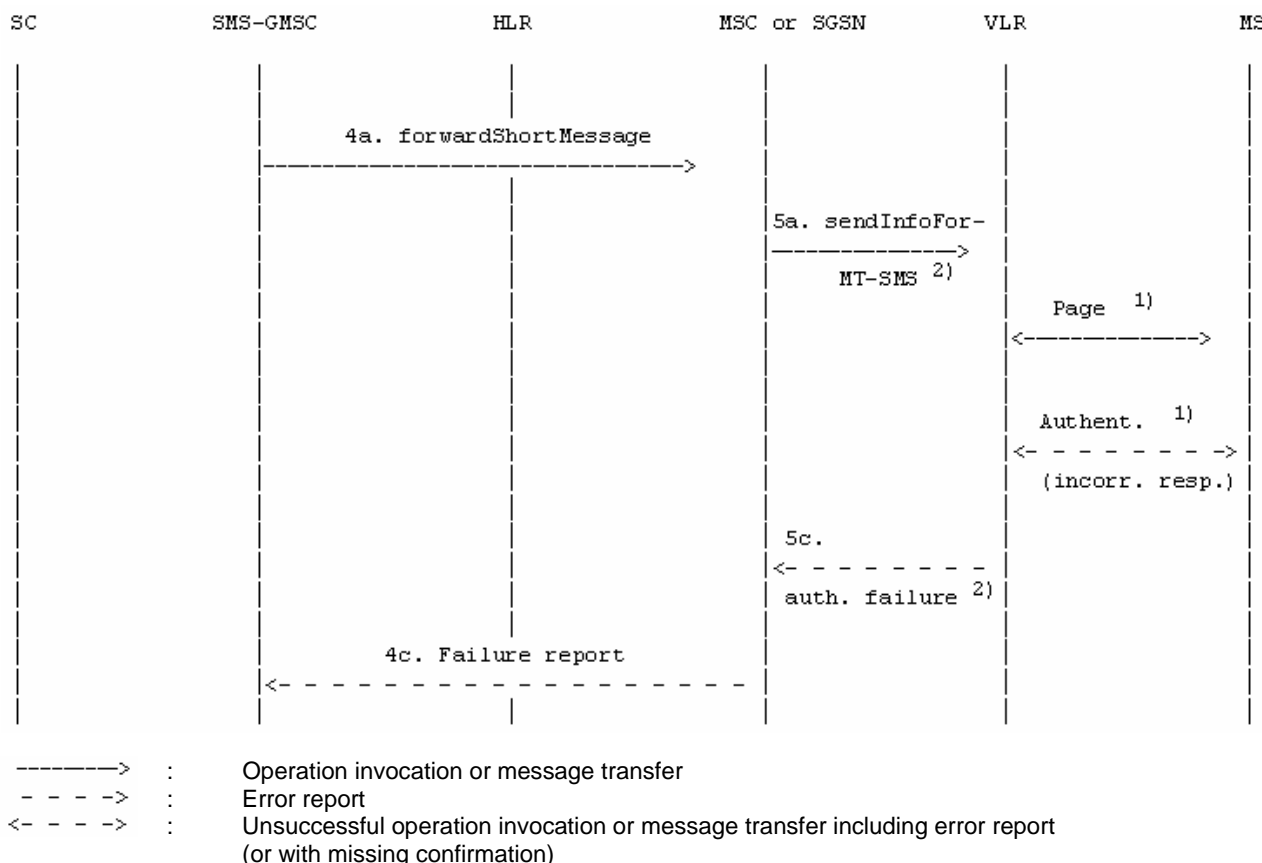 SC SMS-GMSC HLR MSC or SGSN VLR MS
4a. forwardShortMessage
5a. sendInfoFor-
MT-SMS 2)
Page 1)
Authent. 1)
(incorr. resp.)
5c.
auth. failure 2)
4c. Failure report
: Operation invocation or message transfer
: Error report
: Unsuccessful operation invocation or message transfer including error report
(or with missing confirmation)